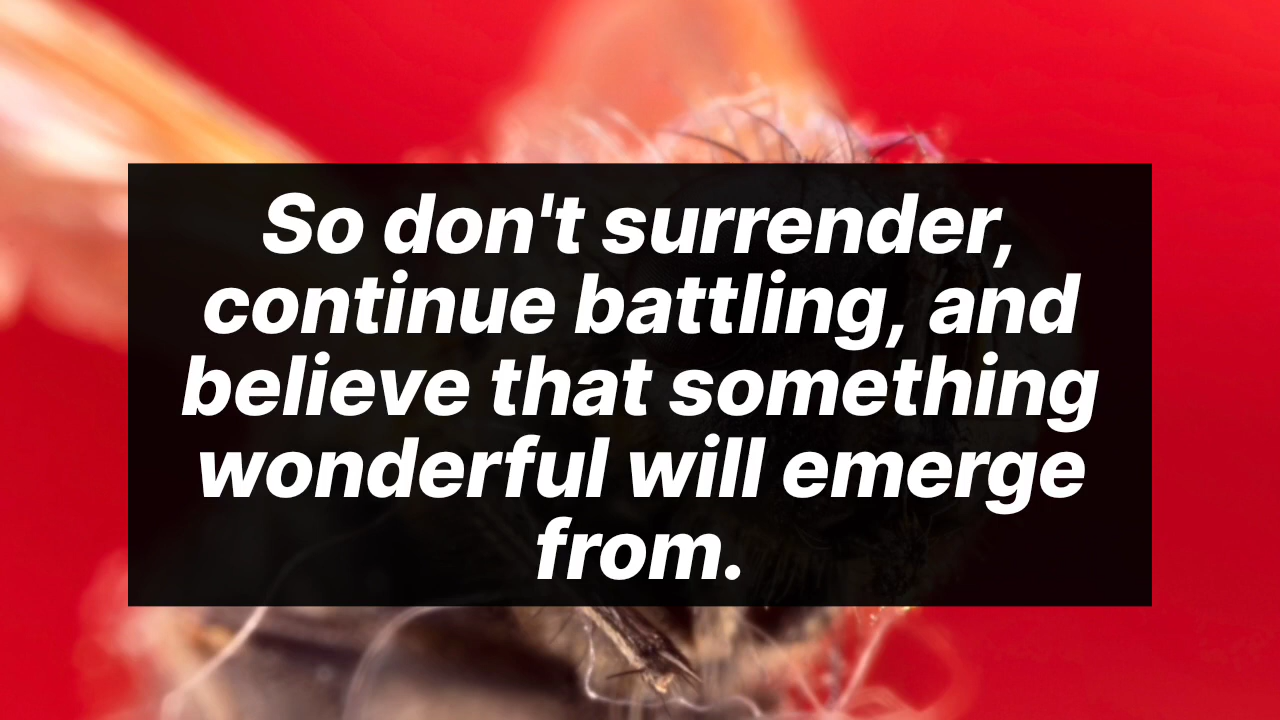 So don't surrender,
continue battling, and
believe that something
wonderful will emerge
from.